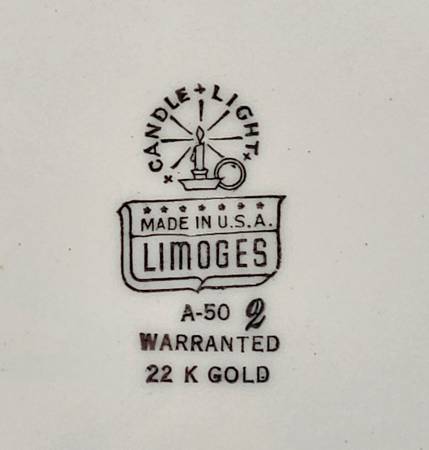 CANDLE + LIGHT
MADE IN U.S.A.
LIMOGES
A-50 2
WARRANTED
22 K GOLD